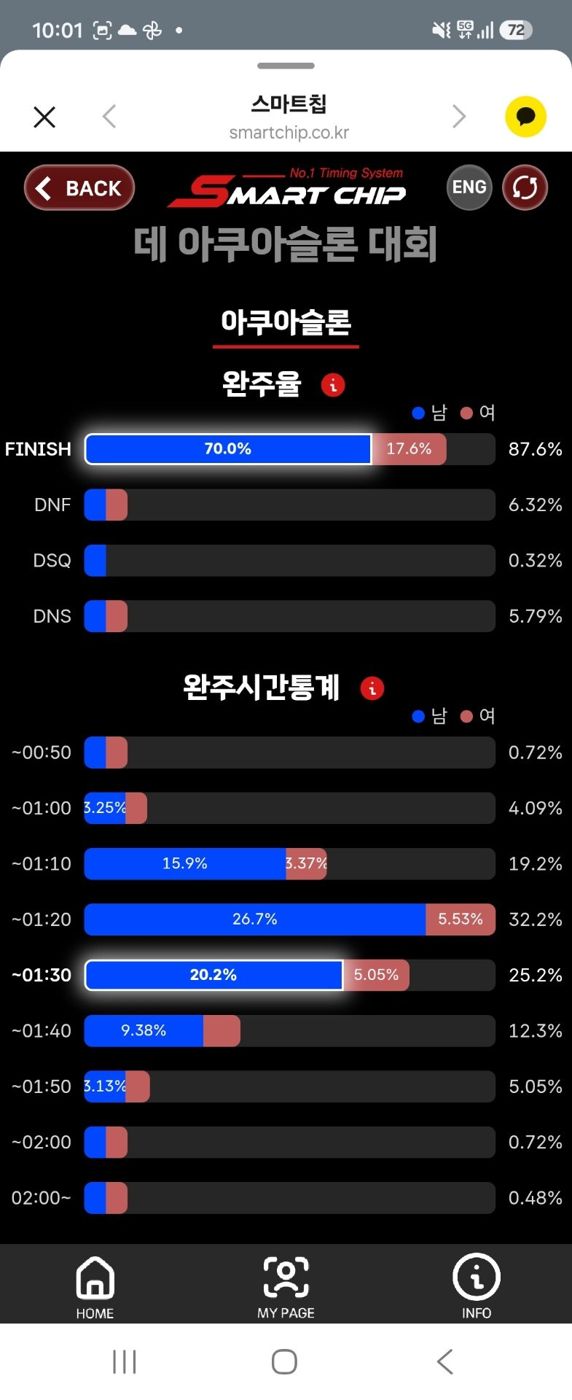 10:01 5G 72
스마트칩
smartchip.co.kr
BACK No.1 Timing System SMART CHIP ENG
데 아쿠아슬론 대회
아쿠아슬론
완주율 i
남 여
FINISH 70.0% 17.6% 87.6%
DNF 6.32%
DSQ 0.32%
DNS 5.79%
완주시간통계 i
남 여
~00:50 0.72%
~01:00 3.25% 4.09%
~01:10 15.9% 3.37% 19.2%
~01:20 26.7% 5.53% 32.2%
~01:30 20.2% 5.05% 25.2%
~01:40 9.38% 12.3%
~01:50 3.13% 5.05%
~02:00 0.72%
02:00~ 0.48%
HOME MY PAGE INFO